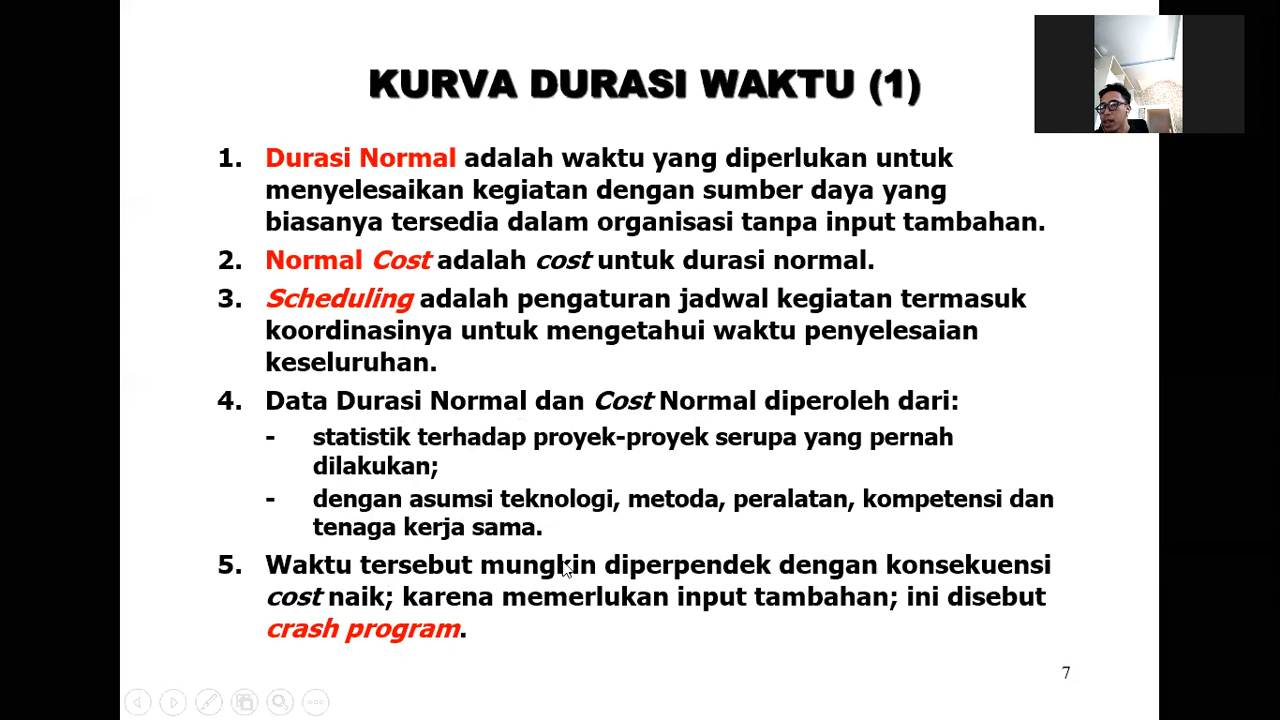 KURVA DURASI WAKTU (1)
1. Durasi Normal adalah waktu yang diperlukan untuk
menyelesaikan kegiatan dengan sumber daya yang
biasanya tersedia dalam organisasi tanpa input tambahan.
2. Normal Cost adalah cost untuk durasi normal.
3. Scheduling adalah pengaturan jadwal kegiatan termasuk
koordinasinya untuk mengetahui waktu penyelesaian
keseluruhan.
4. Data Durasi Normal dan Cost Normal diperoleh dari:
- statistik terhadap proyek-proyek serupa yang pernah
dilakukan;
- dengan asumsi teknologi, metoda, peralatan, kompetensi dan
tenaga kerja sama.
5. Waktu tersebut mungkin diperpendek dengan konsekuensi
cost naik; karena memerlukan input tambahan; ini disebut
crash program.
7